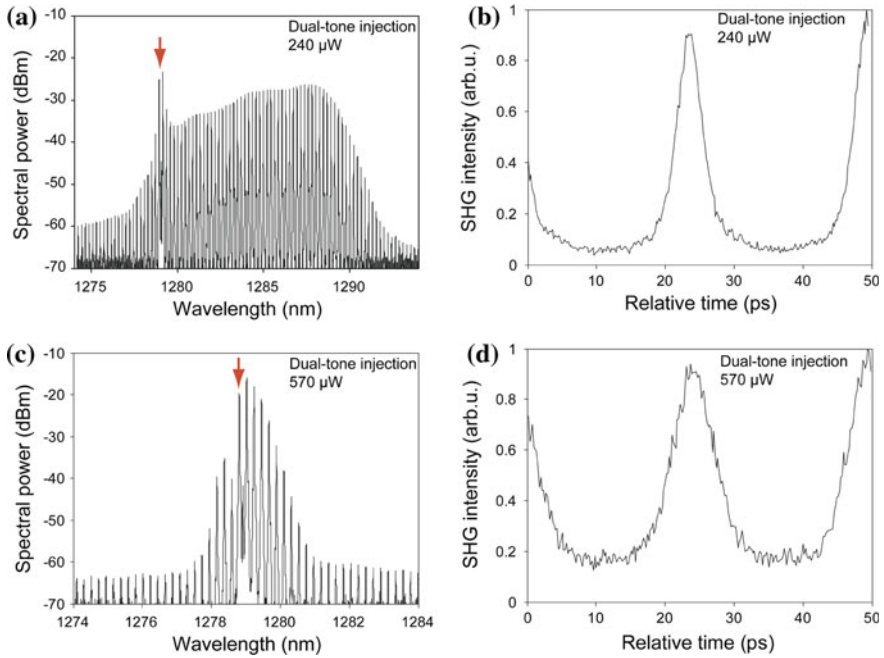 (a)
Dual-tone injection
240 µW
-10
-20
-30
-40
-50
-60
-70
Spectral power (dBm)
1275 1280 1285 1290
Wavelength (nm)
(b)
Dual-tone injection
240 µW
1
0.8
0.6
0.4
0.2
0
SHG intensity (arb.u.)
0 10 20 30 40 50
Relative time (ps)
(c)
Dual-tone injection
570 µW
-10
-20
-30
-40
-50
-60
-70
Spectral power (dBm)
1274 1276 1278 1280 1282 1284
Wavelength (nm)
(d)
Dual-tone injection
570 µW
1
0.8
0.6
0.4
0.2
0
SHG intensity (arb.u.)
0 10 20 30 40 50
Relative time (ps)